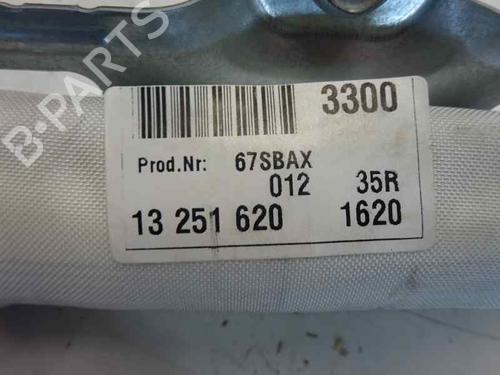 B-PARTS
3300
Prod.Nr: 67SBAX
012 35R
13 251 620 1620